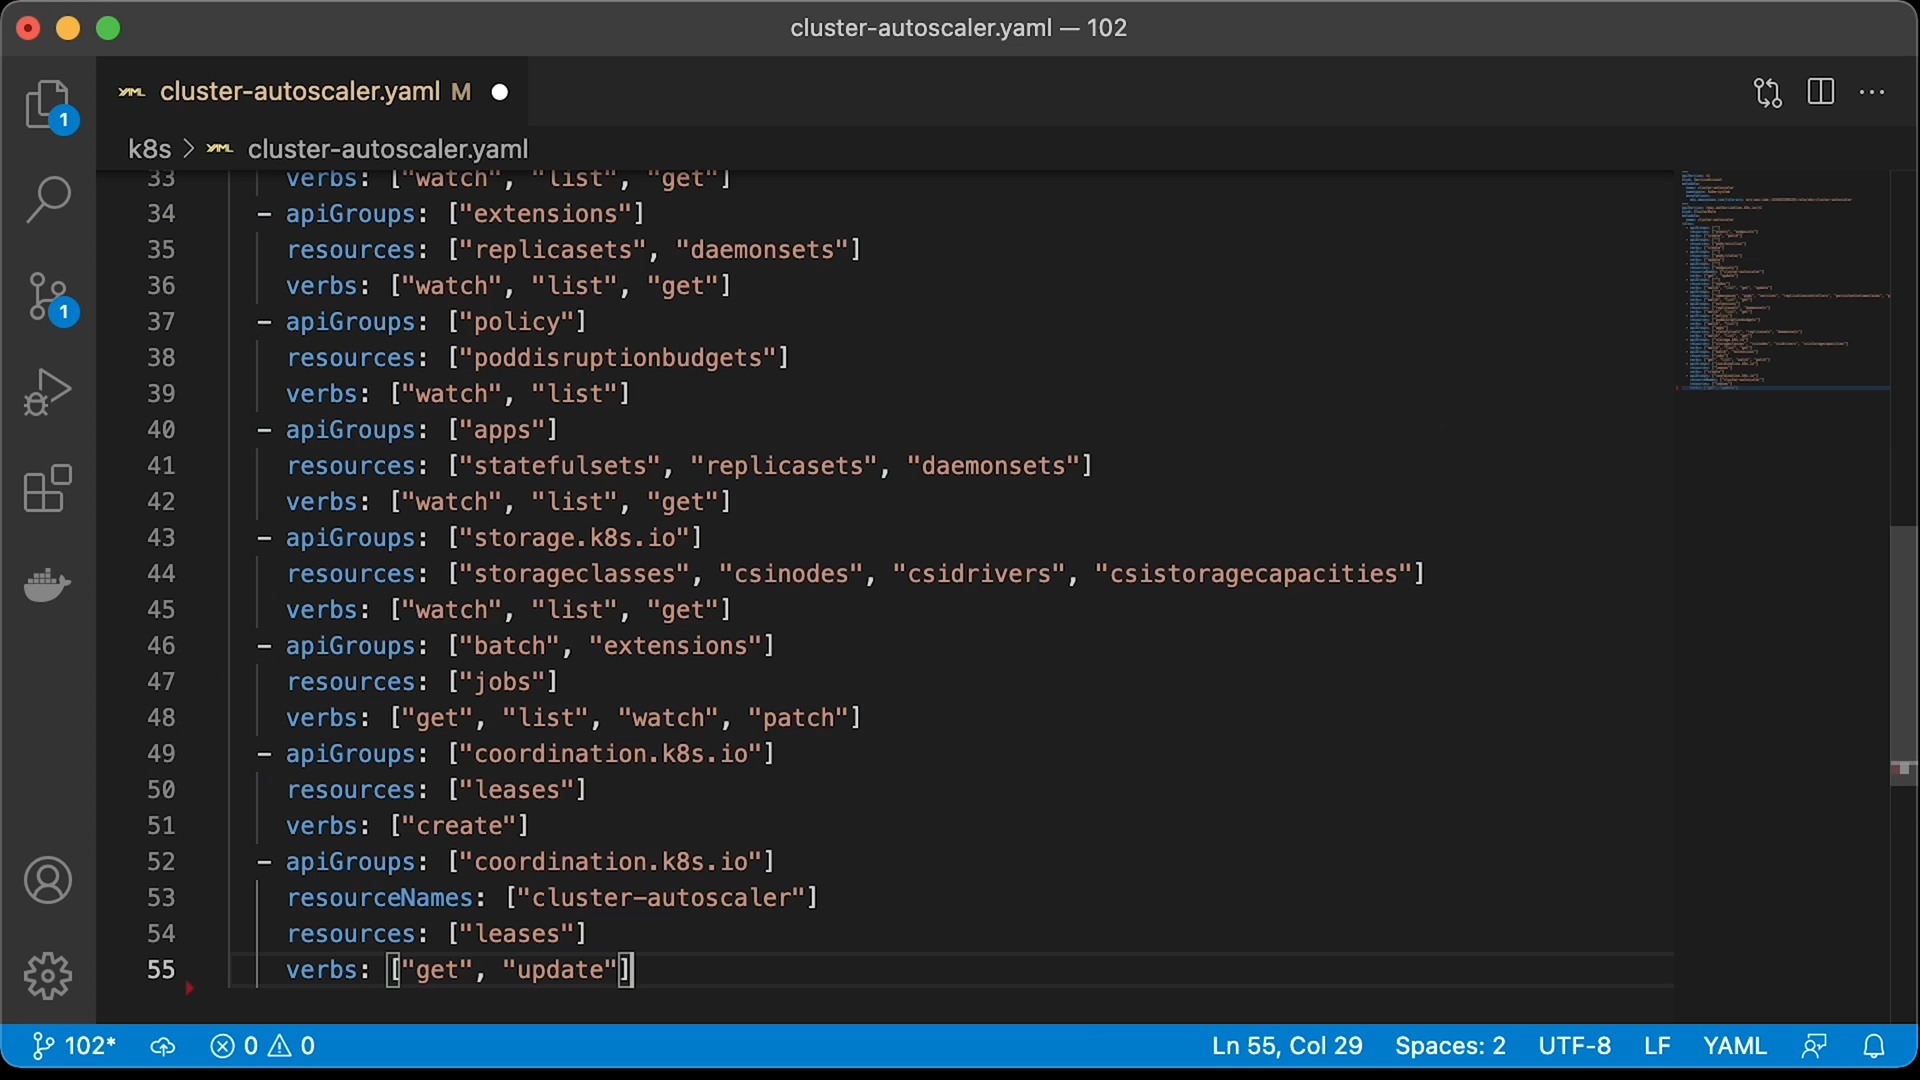 cluster-autoscaler.yaml — 102
YAML cluster-autoscaler.yaml M
k8s > YAML cluster-autoscaler.yaml
1
1
33 verbs: ["watch", "list", "get"]
34 - apiGroups: ["extensions"]
35 resources: ["replicasets", "daemonsets"]
36 verbs: ["watch", "list", "get"]
37 - apiGroups: ["policy"]
38 resources: ["poddisruptionbudgets"]
39 verbs: ["watch", "list"]
40 - apiGroups: ["apps"]
41 resources: ["statefulsets", "replicasets", "daemonsets"]
42 verbs: ["watch", "list", "get"]
43 - apiGroups: ["storage.k8s.io"]
44 resources: ["storageclasses", "csinodes", "csidrivers", "csistoragecapacities"]
45 verbs: ["watch", "list", "get"]
46 - apiGroups: ["batch", "extensions"]
47 resources: ["jobs"]
48 verbs: ["get", "list", "watch", "patch"]
49 - apiGroups: ["coordination.k8s.io"]
50 resources: ["leases"]
51 verbs: ["create"]
52 - apiGroups: ["coordination.k8s.io"]
53 resourceNames: ["cluster-autoscaler"]
54 resources: ["leases"]
55 verbs: ["get", "update"]
102* 0 0 Ln 55, Col 29 Spaces: 2 UTF-8 LF YAML